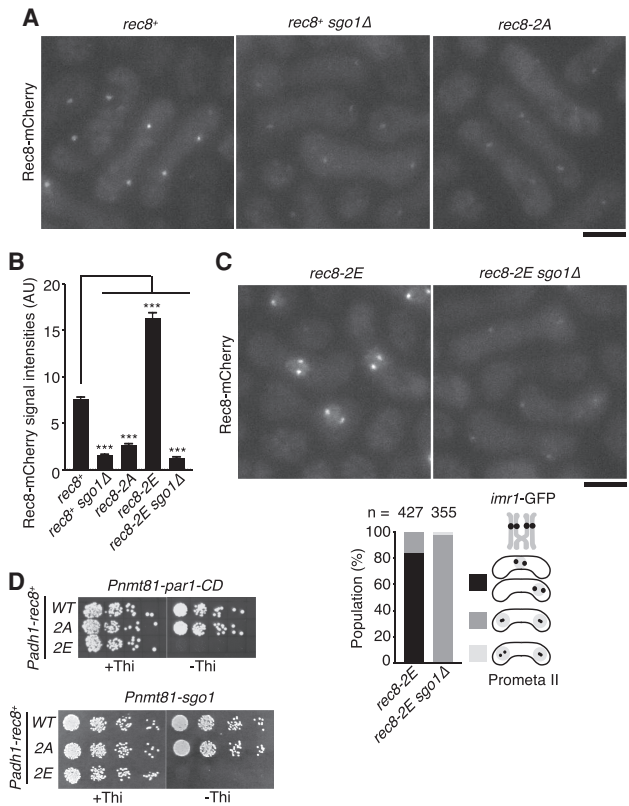 A
rec8+
rec8+ sgo1Δ
rec8-2A
Rec8-mCherry
B
Rec8-mCherry signal intensities (AU)
20
15
10
5
0
***
***
***
***
rec8+
rec8+ sgo1Δ
rec8-2A
rec8-2E
rec8-2E sgo1Δ
C
rec8-2E
rec8-2E sgo1Δ
Rec8-mCherry
n = 427 355
imr1-GFP
Population (%)
100
80
60
40
20
0
rec8-2E
rec8-2E sgo1Δ
Prometa II
D
Pnmt81-par1-CD
Padh1-rec8+
WT
2A
2E
+Thi
-Thi
Pnmt81-sgo1
Padh1-rec8+
WT
2A
2E
+Thi
-Thi